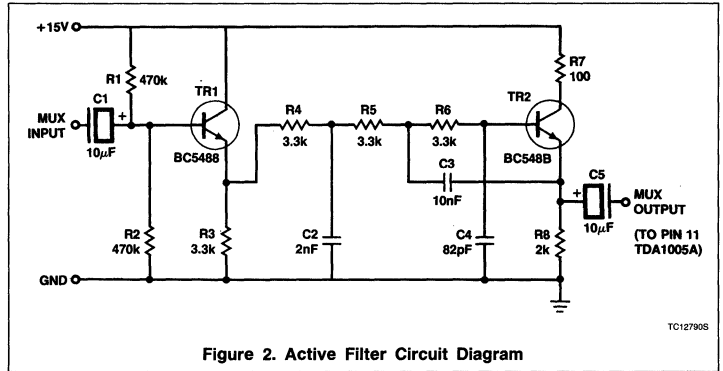 +15V
R1
470k
C1
+
MUX
INPUT
10μF
TR1
BC5488
R2
470k
R3
3.3k
R4
3.3k
R5
3.3k
R6
3.3k
C3
10nF
C2
2nF
C4
82pF
R7
100
TR2
BC548B
C5
+
10μF
MUX
OUTPUT
(TO PIN 11
TDA1005A)
R8
2k
GND
TC12790S
Figure 2. Active Filter Circuit Diagram